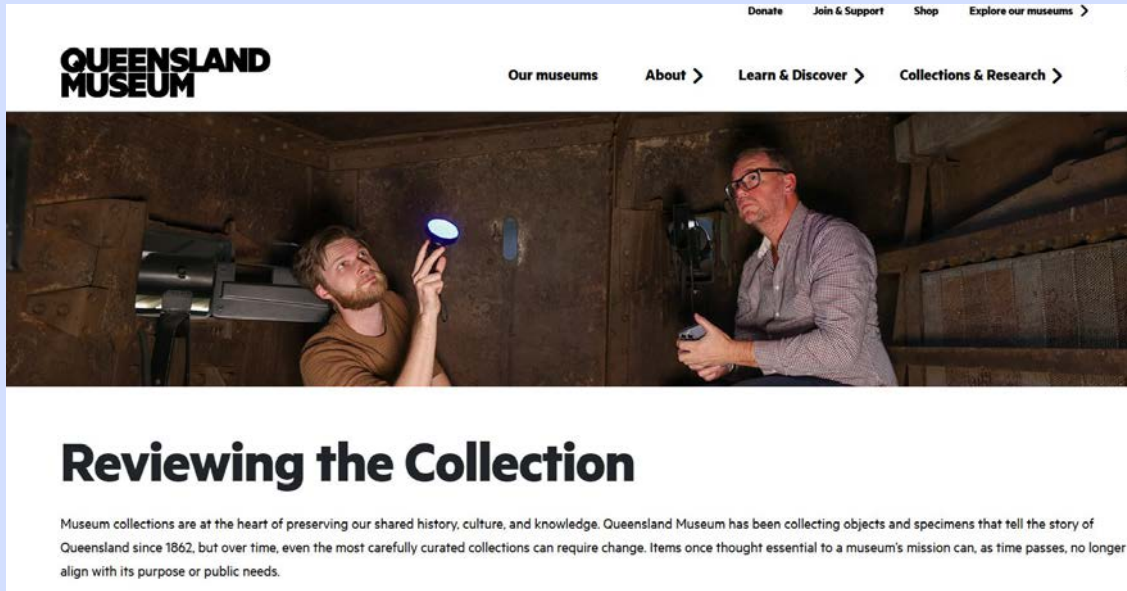 Donate Join & Support Shop Explore our museums
QUEENSLAND
MUSEUM
Our museums About Learn & Discover Collections & Research
Reviewing the Collection
Museum collections are at the heart of preserving our shared history, culture, and knowledge. Queensland Museum has been collecting objects and specimens that tell the story of
Queensland since 1862, but over time, even the most carefully curated collections can require change. Items once thought essential to a museum's mission can, as time passes, no longer
align with its purpose or public needs.